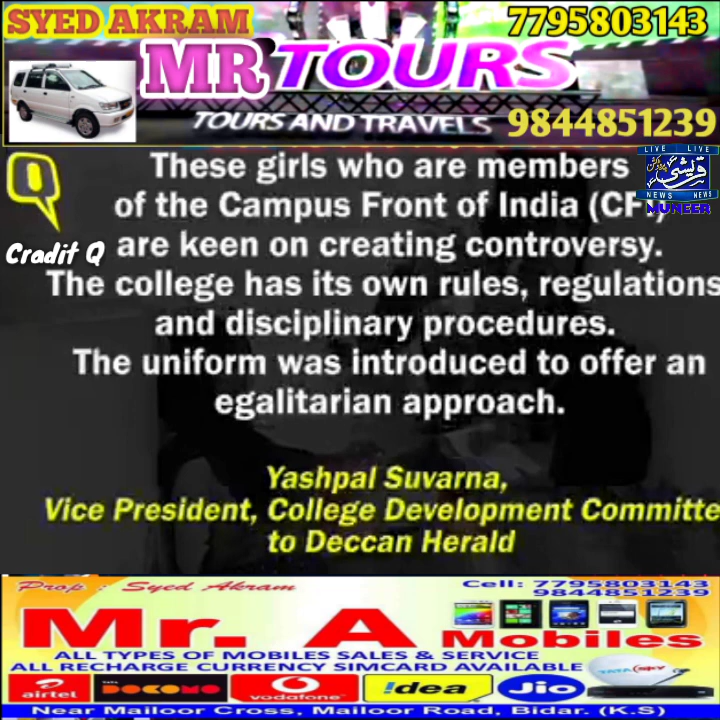 SYED AKRAM
7795803143
MR TOURS
TOURS AND TRAVELS
9844851239
These girls who are members
of the Campus Front of India (CF
LIVE LIVE
قریشی
NEWS NEWS
MUNEER
Cradit Q
are keen on creating controversy.
The college has its own rules, regulations
and disciplinary procedures.
The uniform was introduced to offer an
egalitarian approach.
Yashpal Suvarna,
Vice President, College Development Committe
to Deccan Herald
Prop : Syed Akram
Cell: 7795803143
9844851239
Mr. A Mobiles
ALL TYPES OF MOBILES SALES & SERVICE
ALL RECHARGE CURRENCY SIMCARD AVAILABLE
TATA sky
airtel
TATA DOCOMO
vodafone
!dea
Jio
Near Mailoor Cross, Mailoor Road, Bidar. (K.S)